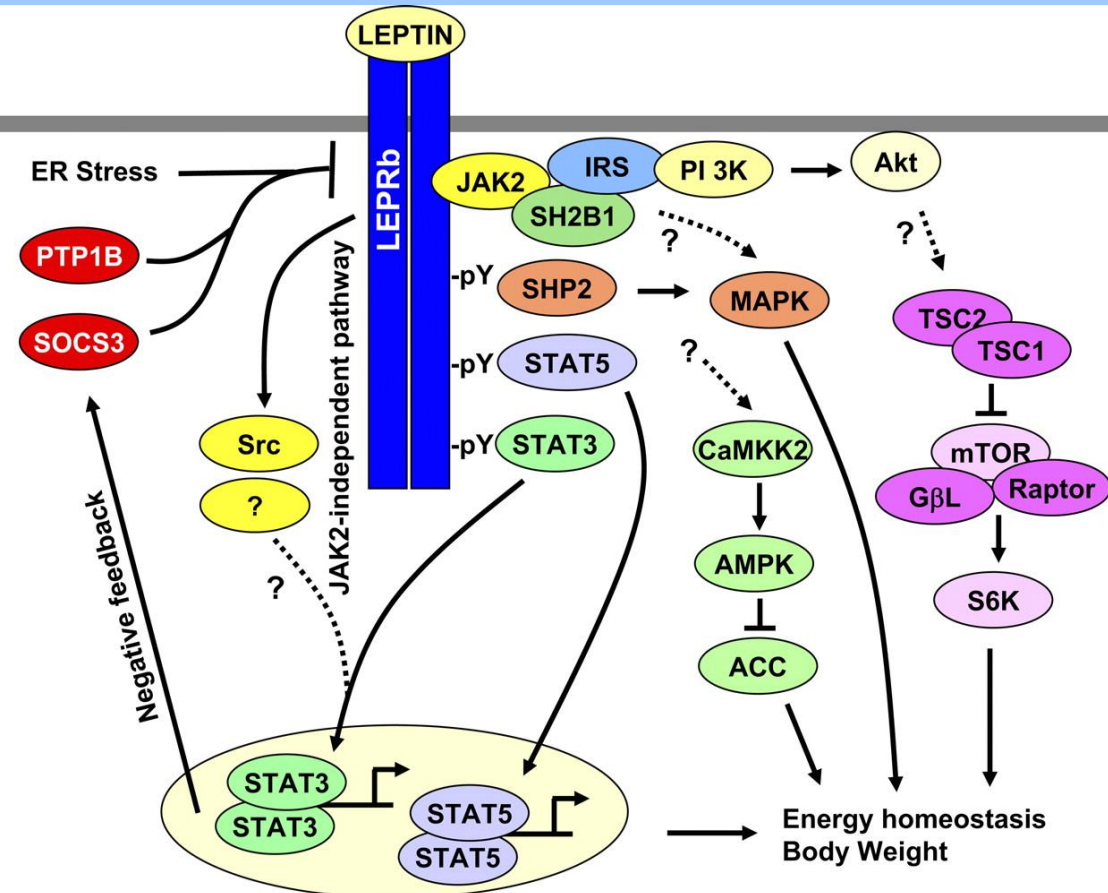 LEPTIN
LEPRb
ER Stress
PTP1B
SOCS3
JAK2
IRS
SH2B1
PI 3K
Akt
?
?
-pY
SHP2
MAPK
-pY
STAT5
?
-pY
STAT3
TSC2
TSC1
CaMKK2
mTOR
GβL
Raptor
AMPK
S6K
ACC
Src
?
?
JAK2-independent pathway
Negative feedback
STAT3
STAT3
STAT5
STAT5
Energy homeostasis
Body Weight